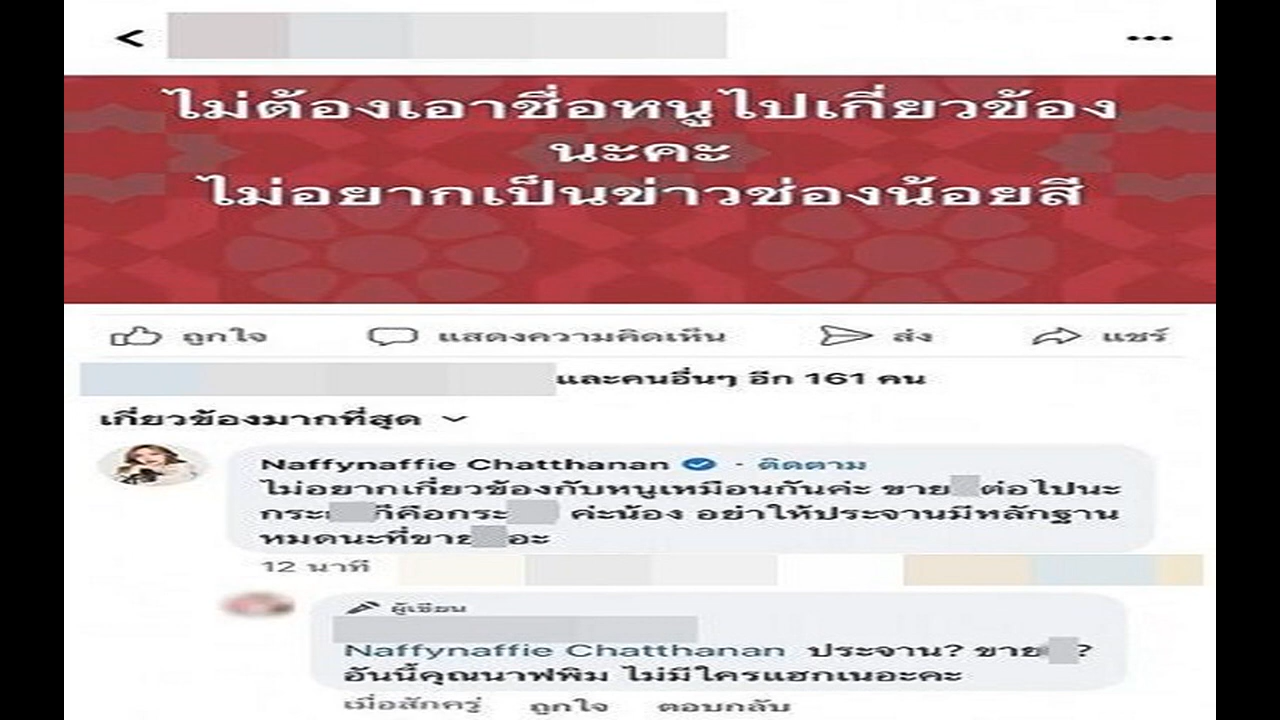 ไม่ต้องเอาชื่อหนูไปเกี่ยวข้อง
นะคะ
ไม่อยากเป็นข่าวช่องน้อยสี
ถูกใจ แสดงความคิดเห็น ส่ง แชร์
และคนอื่นๆ อีก 161 คน
เกี่ยวข้องมากที่สุด
Naffynaffie Chatthanan · ติดตาม
ไม่อยากเกี่ยวข้องกับหนูเหมือนกันค่ะ ขาย ต่อไปนะ
กระ ก็คือกระ ค่ะน้อง อย่าให้ประจานมีหลักฐาน
หมดนะที่ขาย อะ
12 นาที
ผู้เขียน
Naffynaffie Chatthanan ประจาน? ขาย ?
อันนี้คุณนาฟพิม ไม่มีใครแฮกเนอะคะ
เมื่อสักครู่ ถูกใจ ตอบกลับ